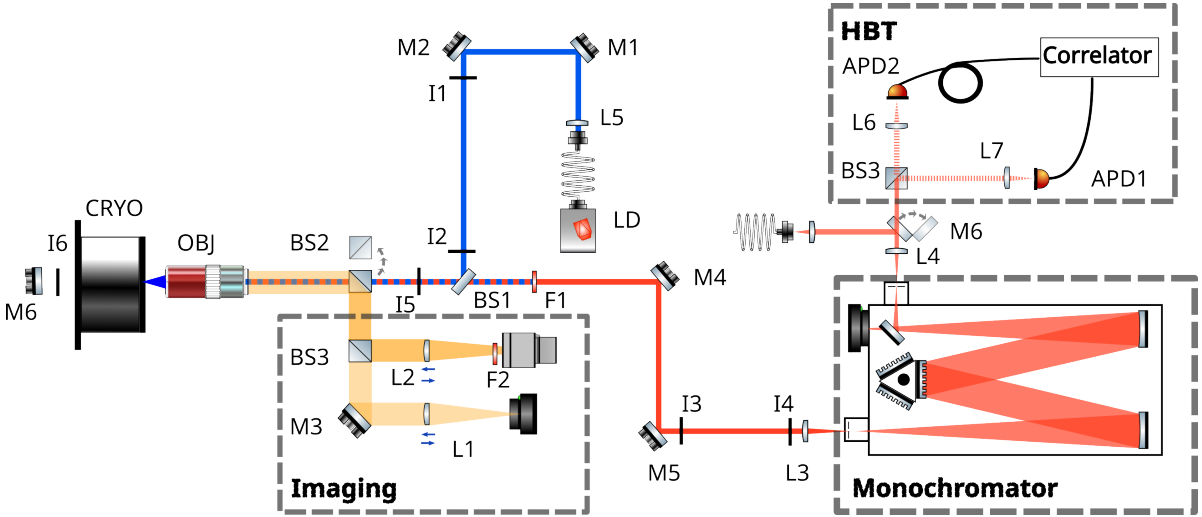 HBT
M2
M1
APD2
Correlator
I1
L5
L6
L7
BS3
APD1
CRYO
LD
I6
OBJ
BS2
I2
M6
M4
L4
M6
I5
BS1
F1
BS3
L2
F2
M3
L1
I3
I4
M5
L3
Imaging
Monochromator